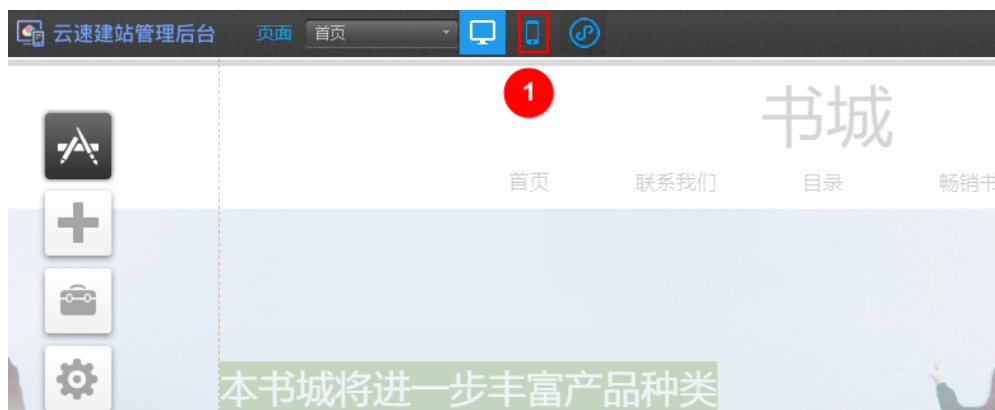 云速建站管理后台 页面 首页
1
书城
首页 联系我们 目录 畅销书
本书城将进一步丰富产品种类